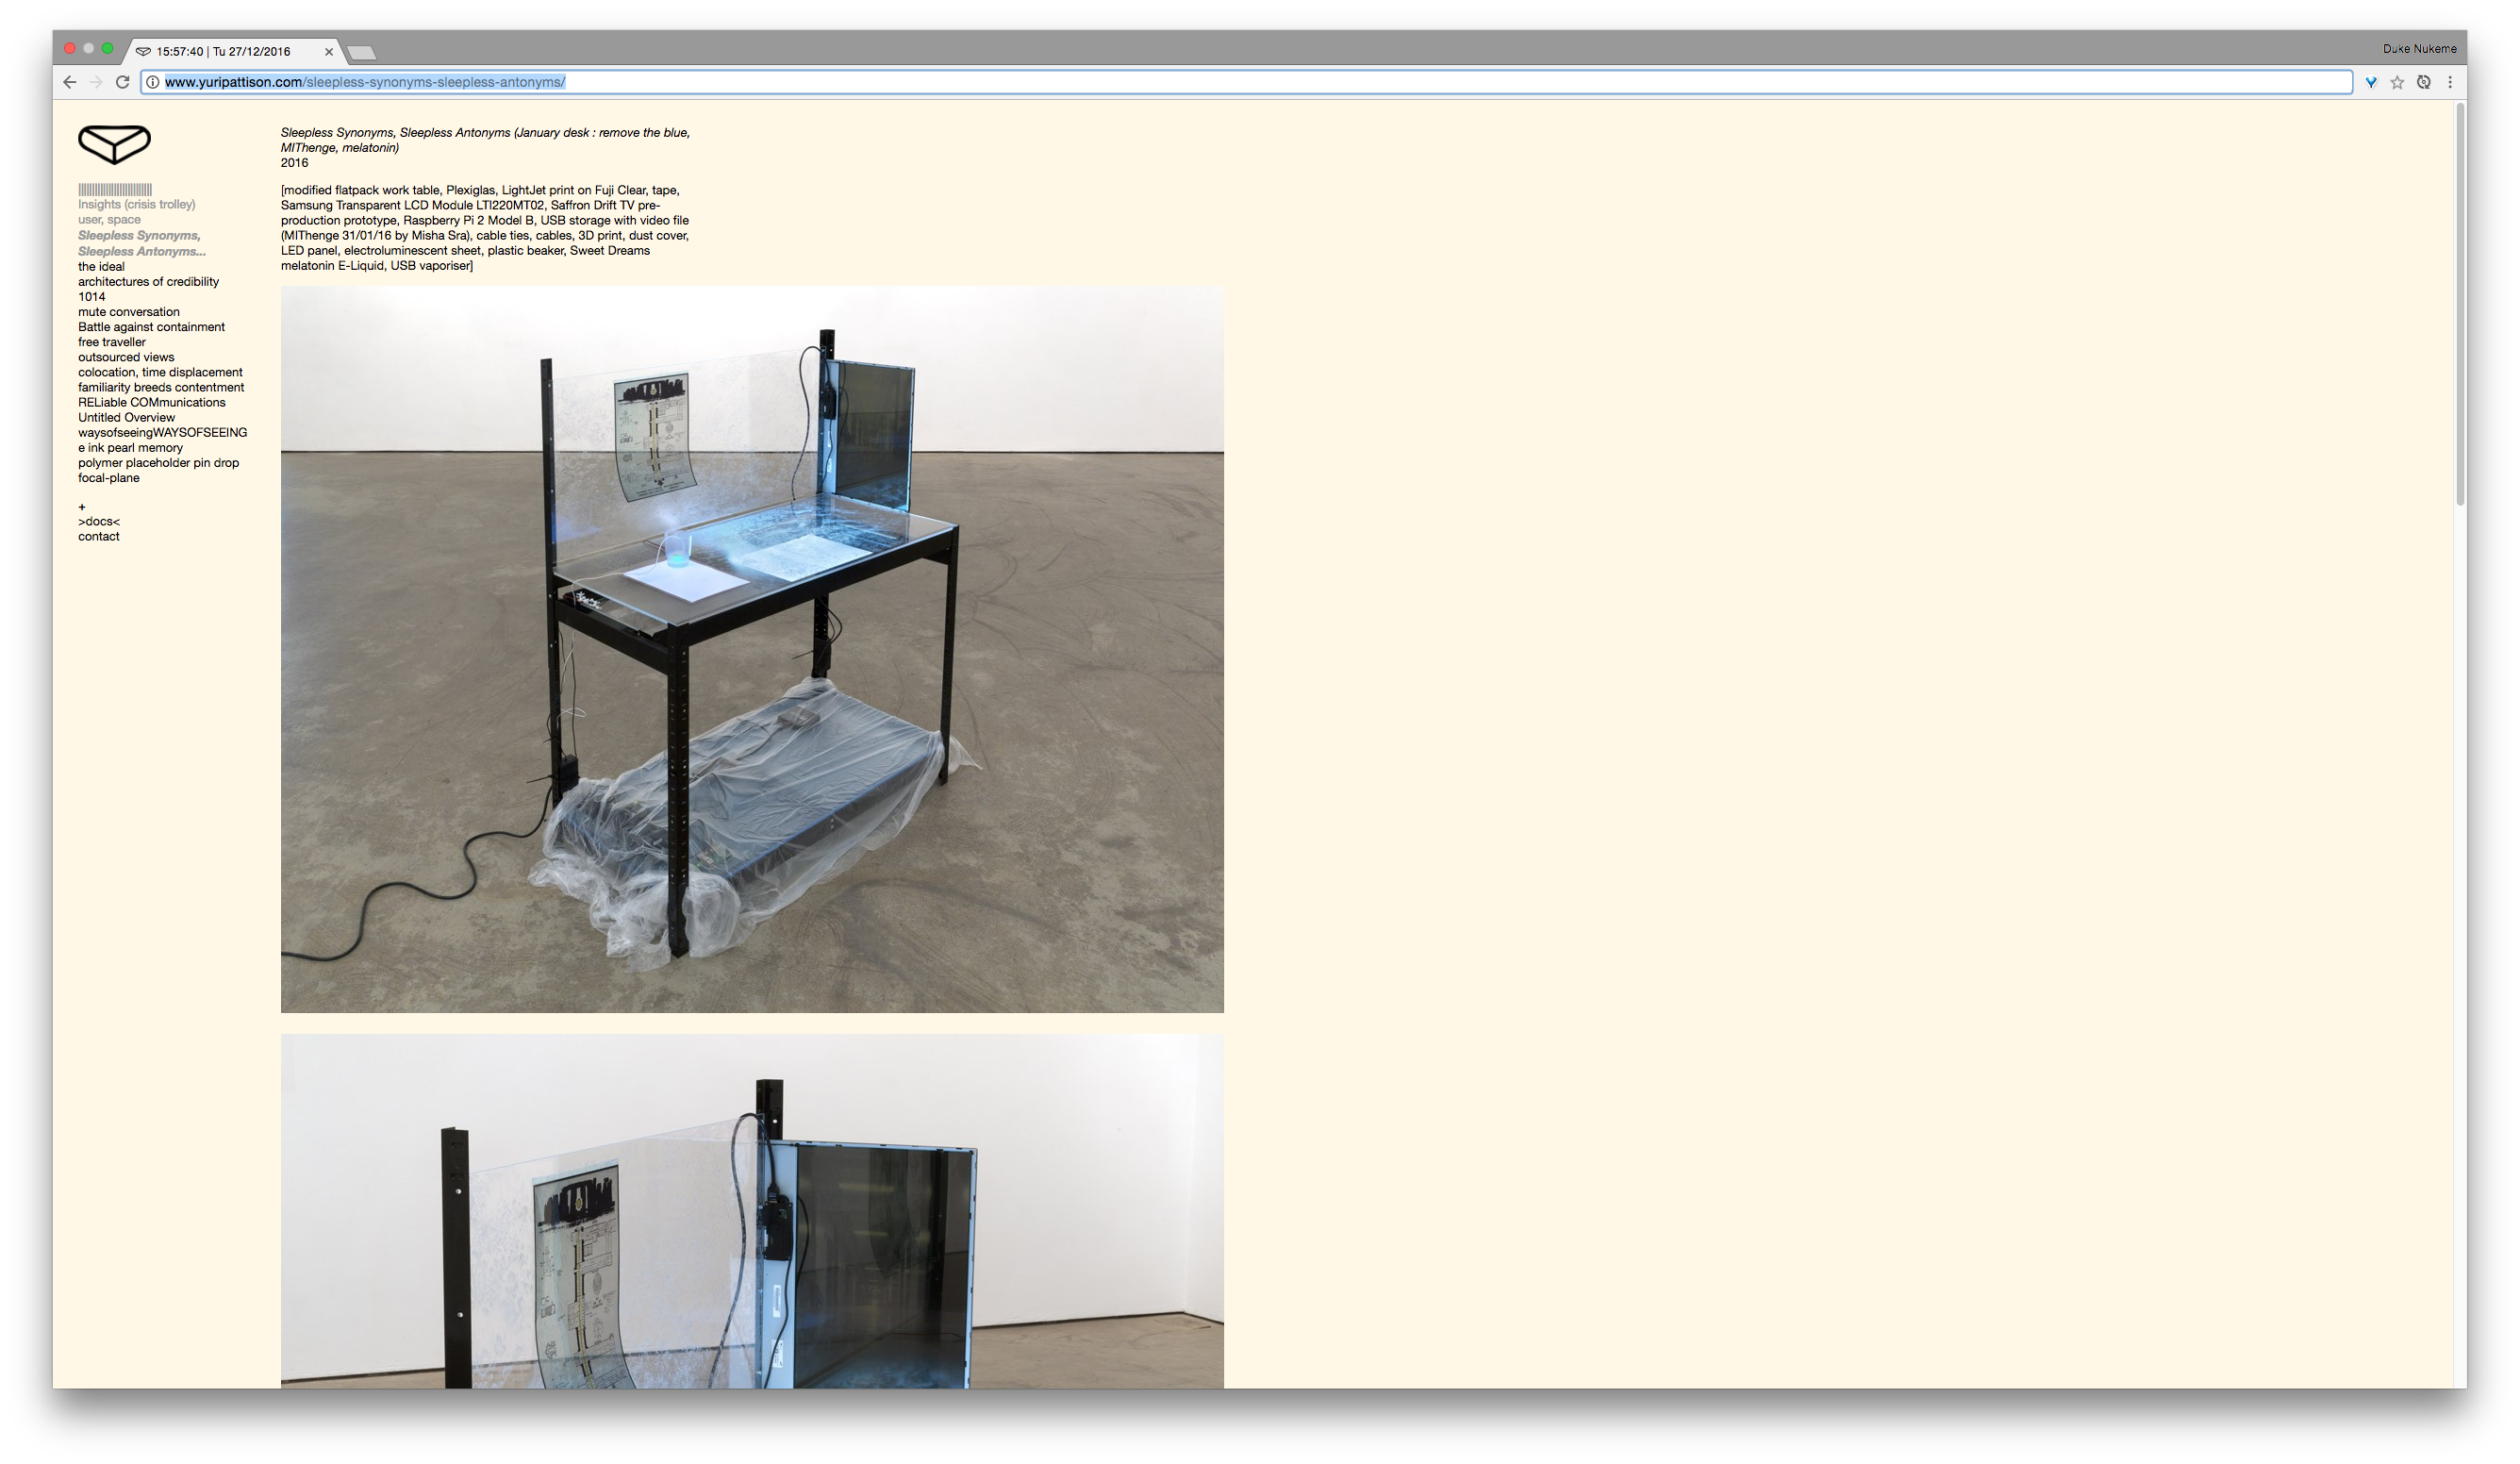 15:57:40 | Tu 27/12/2016
Duke Nukeme
www.yuripattison.com/sleepless-synonyms-sleepless-antonyms/
||||||||||||||||||||||||||
Insights (crisis trolley)
user, space
Sleepless Synonyms,
Sleepless Antonyms...
the ideal
architectures of credibility
1014
mute conversation
Battle against containment
free traveller
outsourced views
colocation, time displacement
familiarity breeds contentment
RELiable COMmunications
Untitled Overview
waysofseeingWAYSOFSEEING
e ink pearl memory
polymer placeholder pin drop
focal-plane
+
>docs<
contact
Sleepless Synonyms, Sleepless Antonyms (January desk : remove the blue,
MIThenge, melatonin)
2016
[modified flatpack work table, Plexiglas, LightJet print on Fuji Clear, tape,
Samsung Transparent LCD Module LTI220MT02, Saffron Drift TV pre-
production prototype, Raspberry Pi 2 Model B, USB storage with video file
(MIThenge 31/01/16 by Misha Sra), cable ties, cables, 3D print, dust cover,
LED panel, electroluminescent sheet, plastic beaker, Sweet Dreams
melatonin E-Liquid, USB vaporiser]